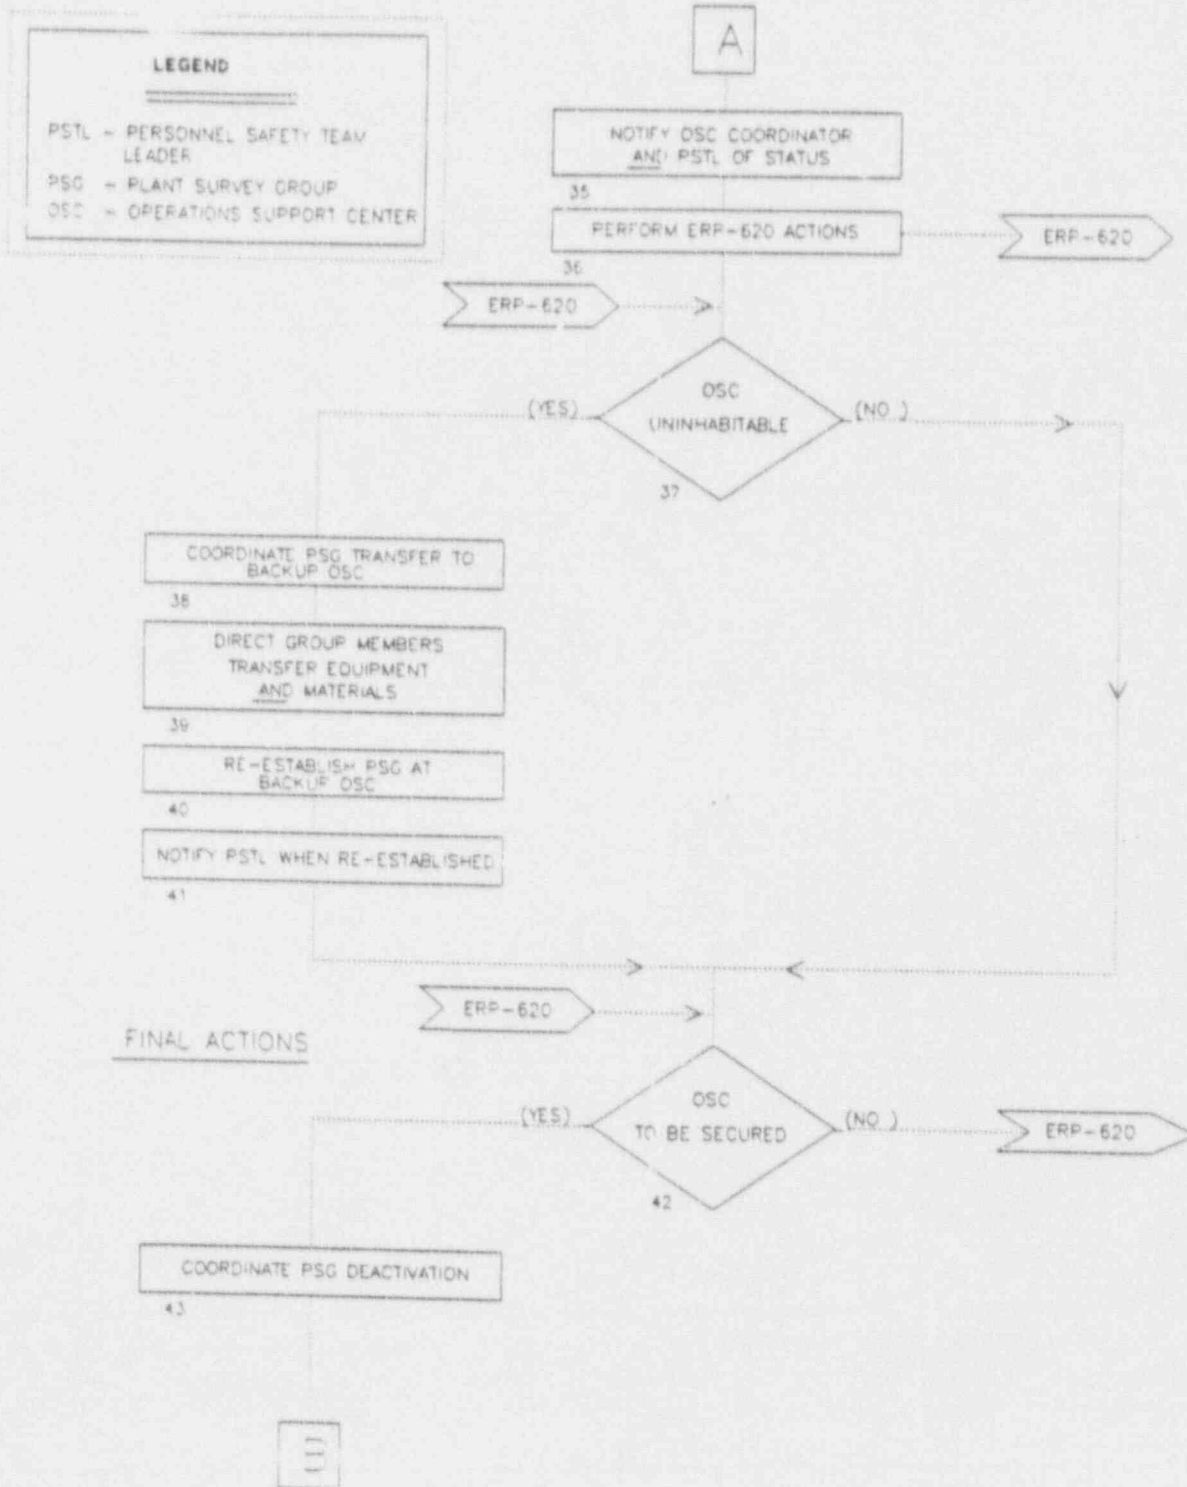 LEGEND
PSTL - PERSONNEL SAFETY TEAM
LEADER
PSG - PLANT SURVEY GROUP
OSC - OPERATIONS SUPPORT CENTER
A
NOTIFY OSC COORDINATOR
AND PSTL OF STATUS
35
PERFORM ERP-620 ACTIONS
ERP-620
36
ERP-620
OSC
UNINHABITABLE
(YES)
(NO )
37
COORDINATE PSG TRANSFER TO
BACKUP OSC
38
DIRECT GROUP MEMBERS
TRANSFER EQUIPMENT
AND MATERIALS
39
RE-ESTABLISH PSG AT
BACKUP OSC
40
NOTIFY PSTL WHEN RE-ESTABLISHED
41
ERP-620
FINAL ACTIONS
OSC
TO BE SECURED
(YES)
(NO )
ERP-620
42
COORDINATE PSG DEACTIVATION
43